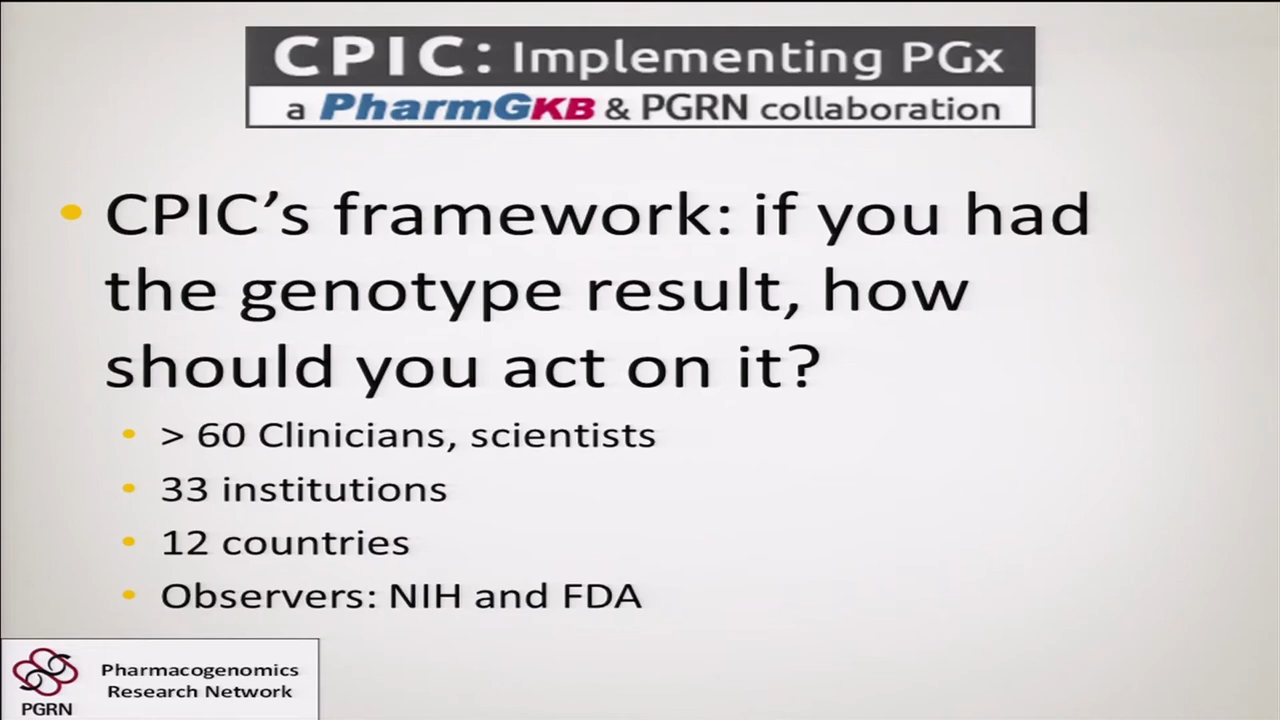 CPIC: Implementing PGx
a PharmGKB & PGRN collaboration
• CPIC’s framework: if you had
the genotype result, how
should you act on it?
• > 60 Clinicians, scientists
• 33 institutions
• 12 countries
• Observers: NIH and FDA
Pharmacogenomics
Research Network
PGRN